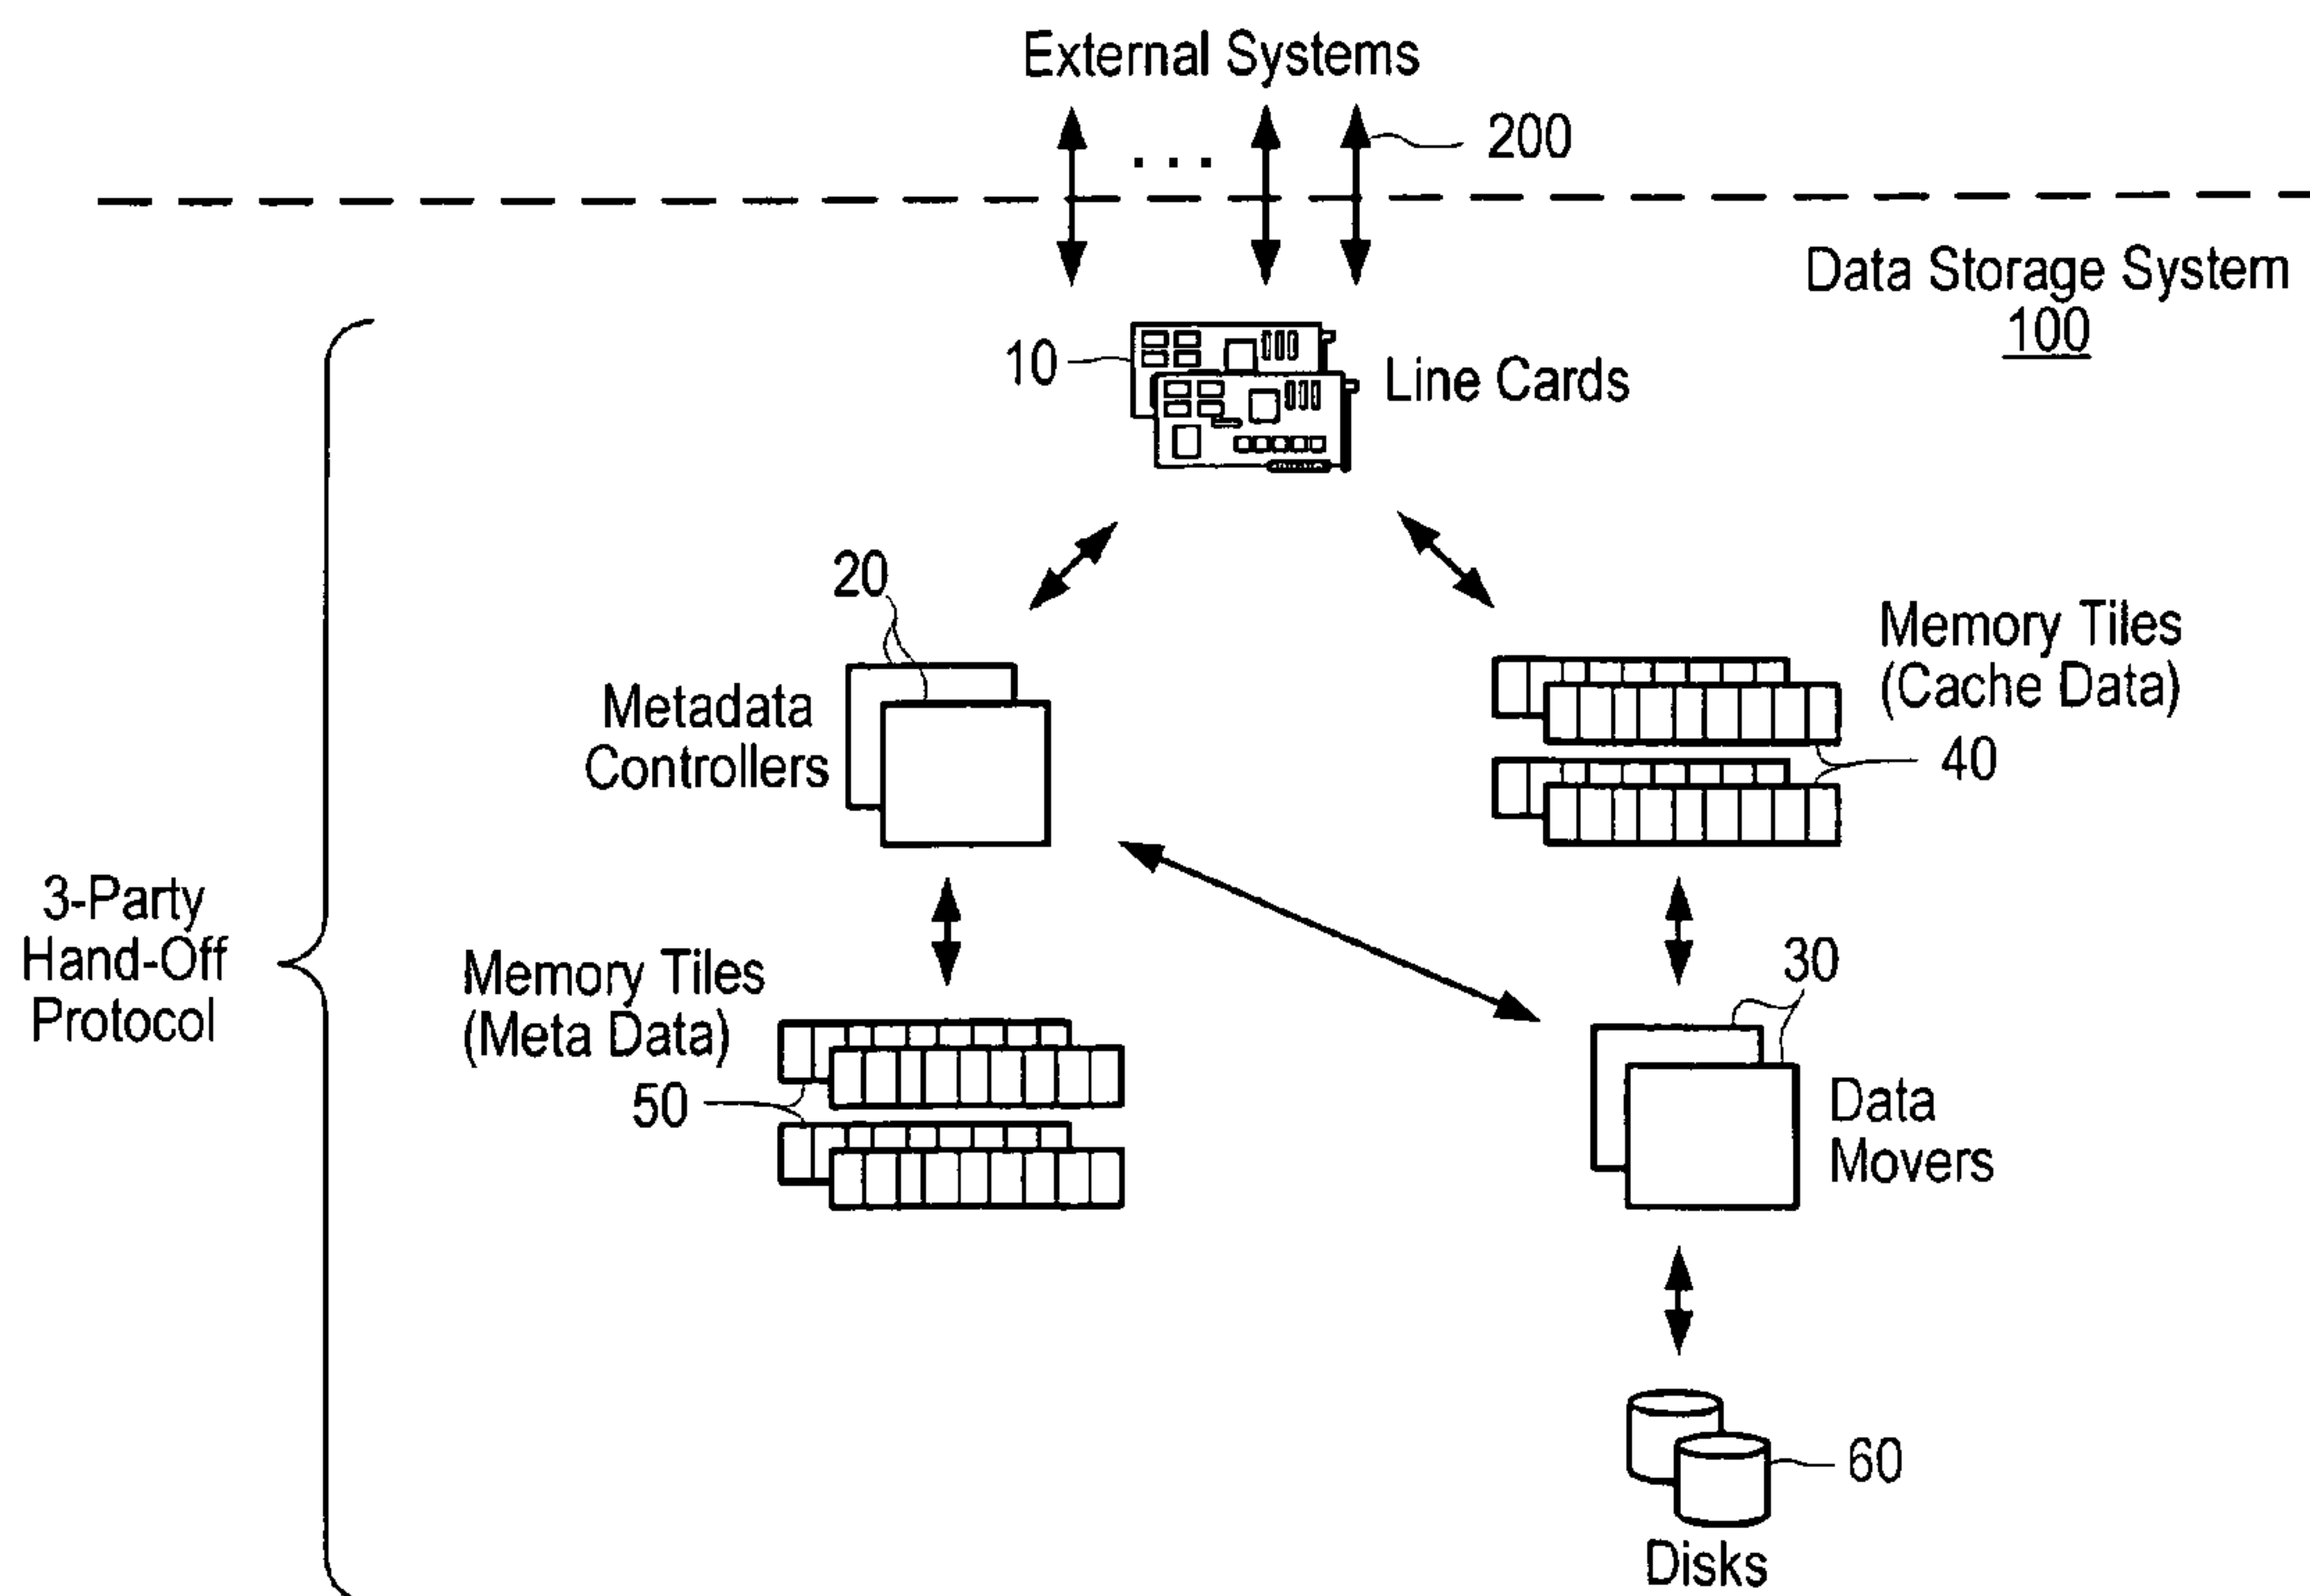 External Systems
200
. . .
Data Storage System
100
10
Line Cards
20
Metadata
Controllers
Memory Tiles
(Cache Data)
40
3-Party
Hand-Off
Protocol
Memory Tiles
(Meta Data)
50
30
Data
Movers
60
Disks